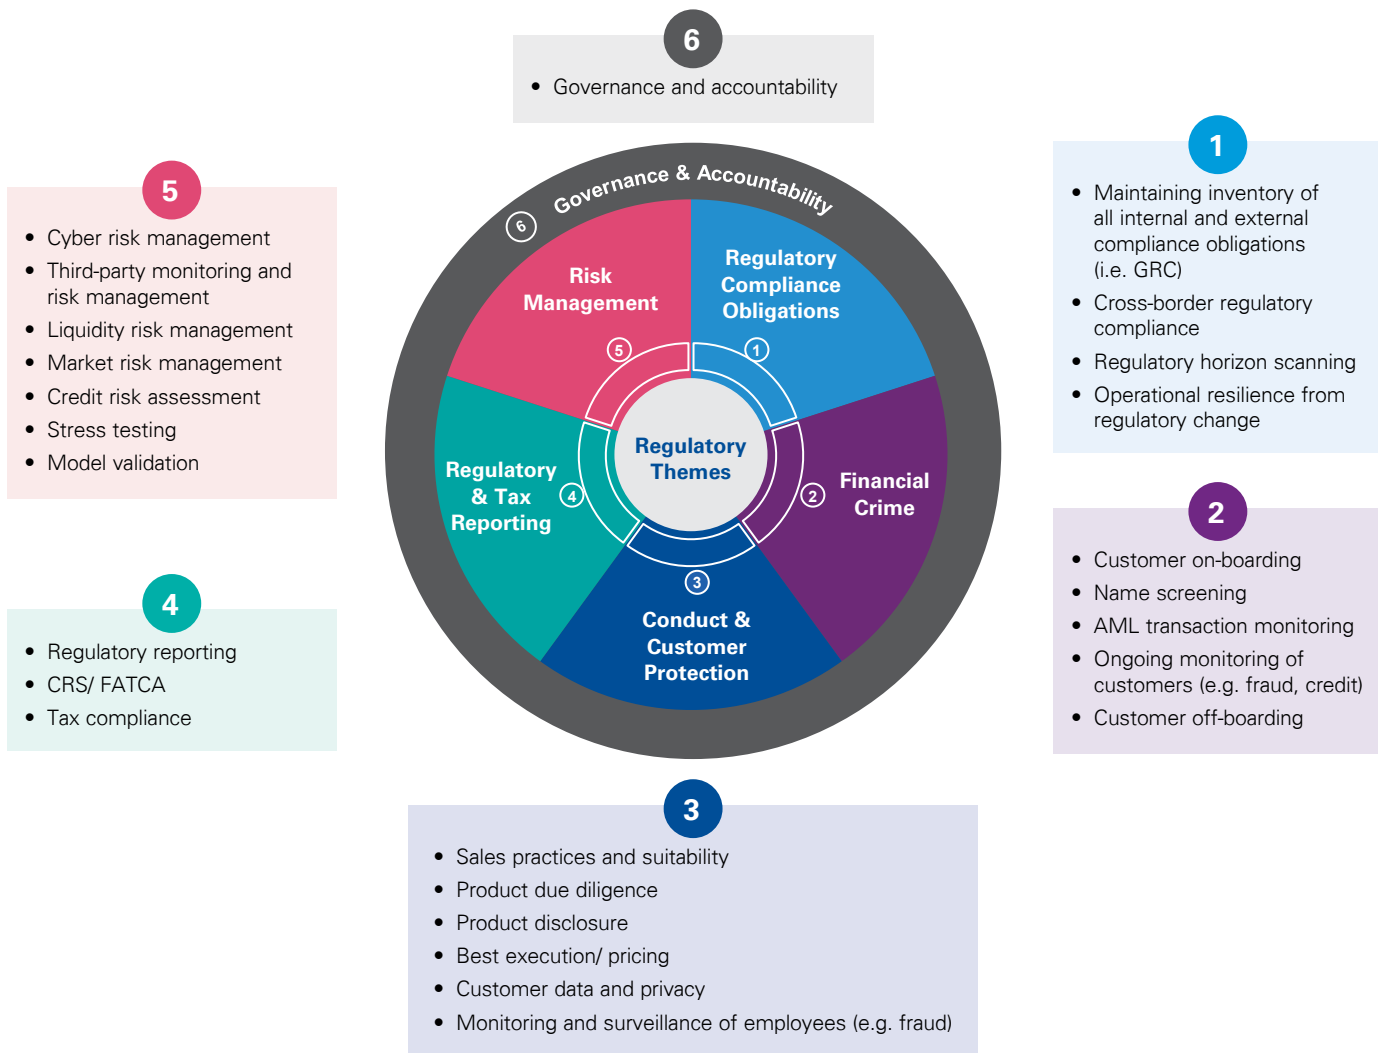 6
• Governance and accountability
5
• Cyber risk management
• Third-party monitoring and
risk management
• Liquidity risk management
• Market risk management
• Credit risk assessment
• Stress testing
• Model validation
4
• Regulatory reporting
• CRS/ FATCA
• Tax compliance
6
Governance & Accountability
Risk
Management
5
Regulatory
Compliance
Obligations
1
Regulatory
Themes
Regulatory
& Tax
Reporting
4
Financial
Crime
2
3
Conduct &
Customer
Protection
1
• Maintaining inventory of
all internal and external
compliance obligations
(i.e. GRC)
• Cross-border regulatory
compliance
• Regulatory horizon scanning
• Operational resilience from
regulatory change
2
• Customer on-boarding
• Name screening
• AML transaction monitoring
• Ongoing monitoring of
customers (e.g. fraud, credit)
• Customer off-boarding
3
• Sales practices and suitability
• Product due diligence
• Product disclosure
• Best execution/ pricing
• Customer data and privacy
• Monitoring and surveillance of employees (e.g. fraud)